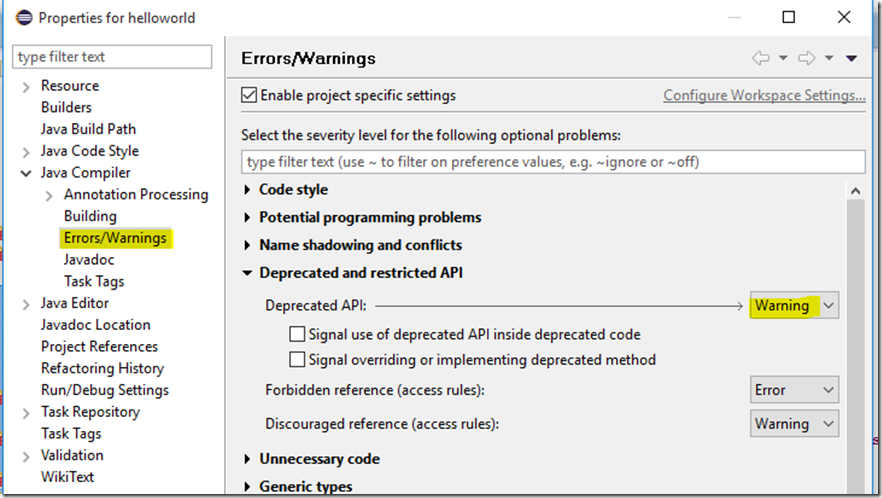 Properties for helloworld
type filter text
Resource
Builders
Java Build Path
Java Code Style
Java Compiler
Annotation Processing
Building
Errors/Warnings
Javadoc
Task Tags
Java Editor
Javadoc Location
Project References
Refactoring History
Run/Debug Settings
Task Repository
Task Tags
Validation
WikiText
Errors/Warnings
Enable project specific settings
Configure Workspace Settings...
Select the severity level for the following optional problems:
type filter text (use ~ to filter on preference values, e.g. ~ignore or ~off)
Code style
Potential programming problems
Name shadowing and conflicts
Deprecated and restricted API
Deprecated API: Warning
Signal use of deprecated API inside deprecated code
Signal overriding or implementing deprecated method
Forbidden reference (access rules): Error
Discouraged reference (access rules): Warning
Unnecessary code
Generic types